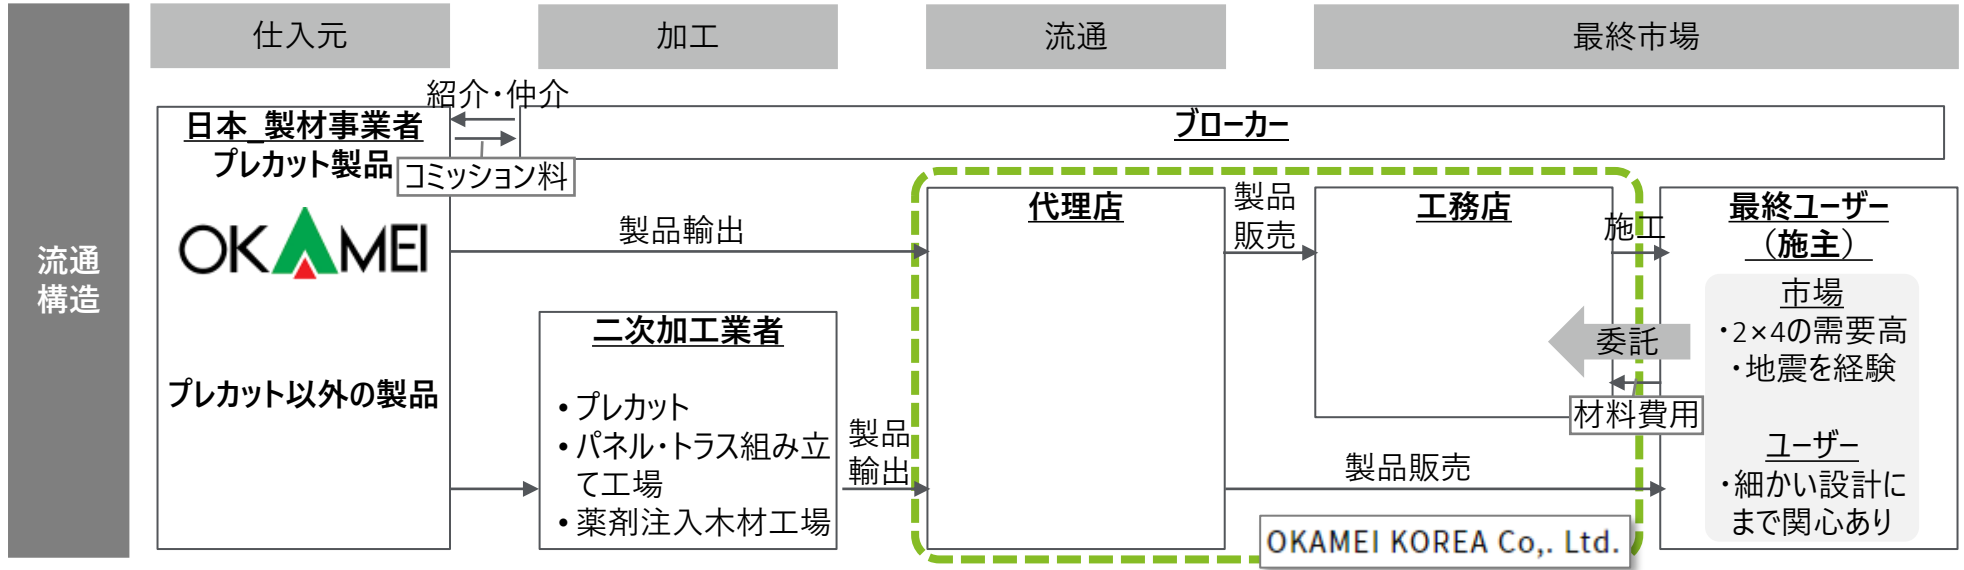 仕入元
加工
流通
最終市場
流通
構造
紹介・仲介
日本_製材事業者
プレカット製品
コミッション料
OKAMEI
プレカット以外の製品
ブローカー
製品輸出
二次加工業者
• プレカット
• パネル・トラス組み立
て工場
• 薬剤注入木材工場
製品
輸出
代理店
製品
販売
工務店
施工
委託
材料費用
製品販売
OKAMEI KOREA Co,. Ltd.
最終ユーザー
（施主）
市場
・2×4の需要高
・地震を経験
ユーザー
・細かい設計に
まで関心あり